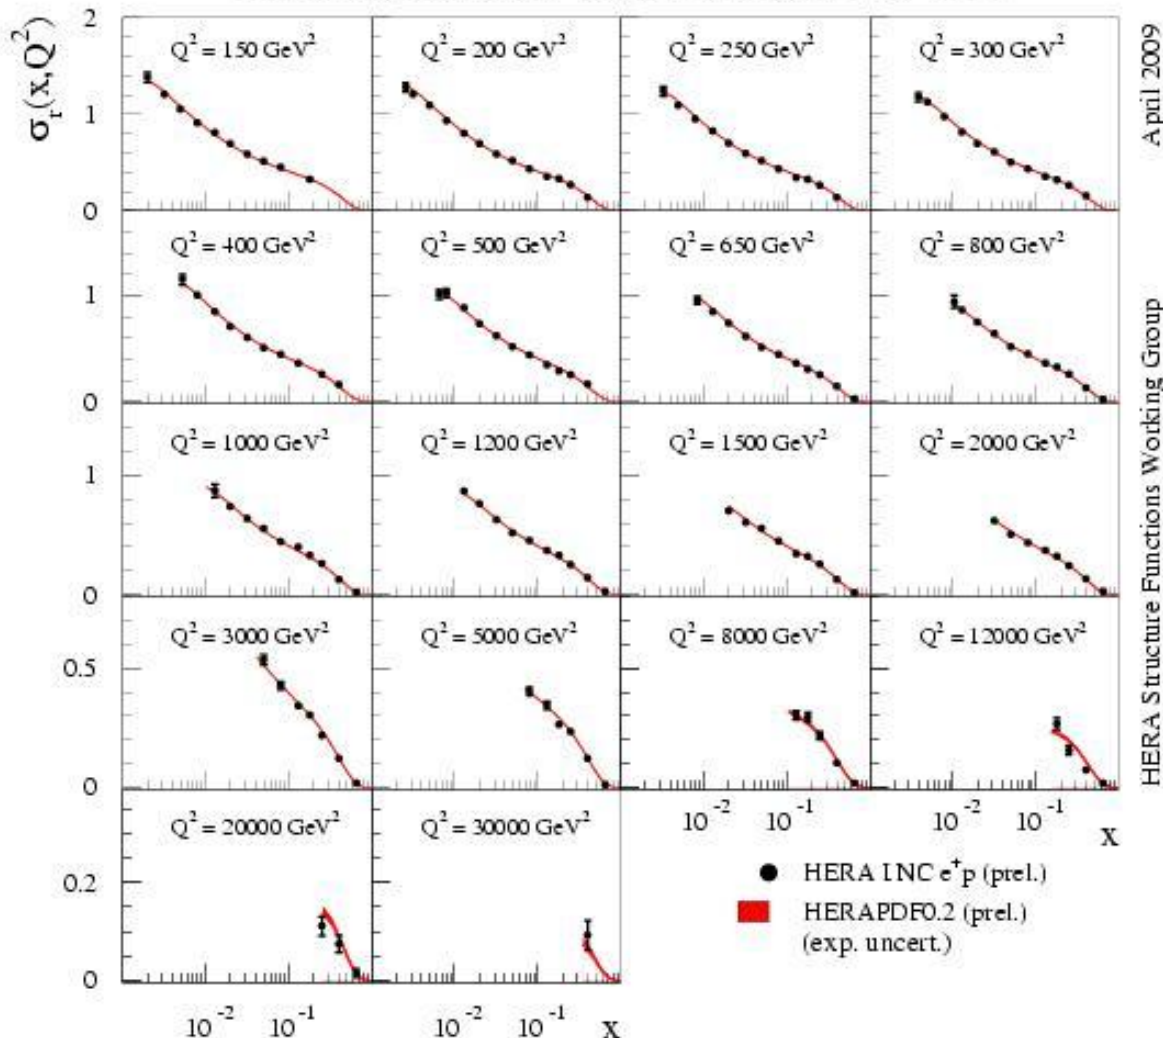 σr(x,Q²)
2
1
0
Q² = 150 GeV²
Q² = 200 GeV²
Q² = 250 GeV²
Q² = 300 GeV²
1
0
Q² = 400 GeV²
Q² = 500 GeV²
Q² = 650 GeV²
Q² = 800 GeV²
1
0
Q² = 1000 GeV²
Q² = 1200 GeV²
Q² = 1500 GeV²
Q² = 2000 GeV²
0.5
0
Q² = 3000 GeV²
Q² = 5000 GeV²
Q² = 8000 GeV²
Q² = 12000 GeV²
10⁻² 10⁻¹
10⁻² 10⁻¹ x
0.2
0
Q² = 20000 GeV²
Q² = 30000 GeV²
10⁻² 10⁻¹
10⁻² 10⁻¹ x
HERA I NC e⁺p (prel.)
HERAPDF0.2 (prel.)
(exp. uncert.)
April 2009
HERA Structure Functions Working Group